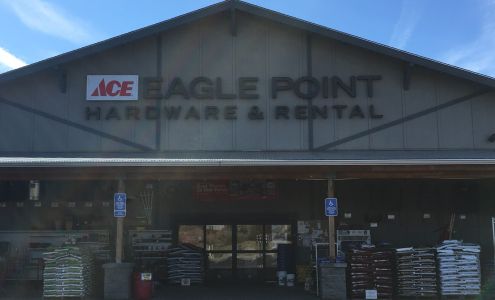 ACE EAGLE POINT
HARDWARE & RENTAL